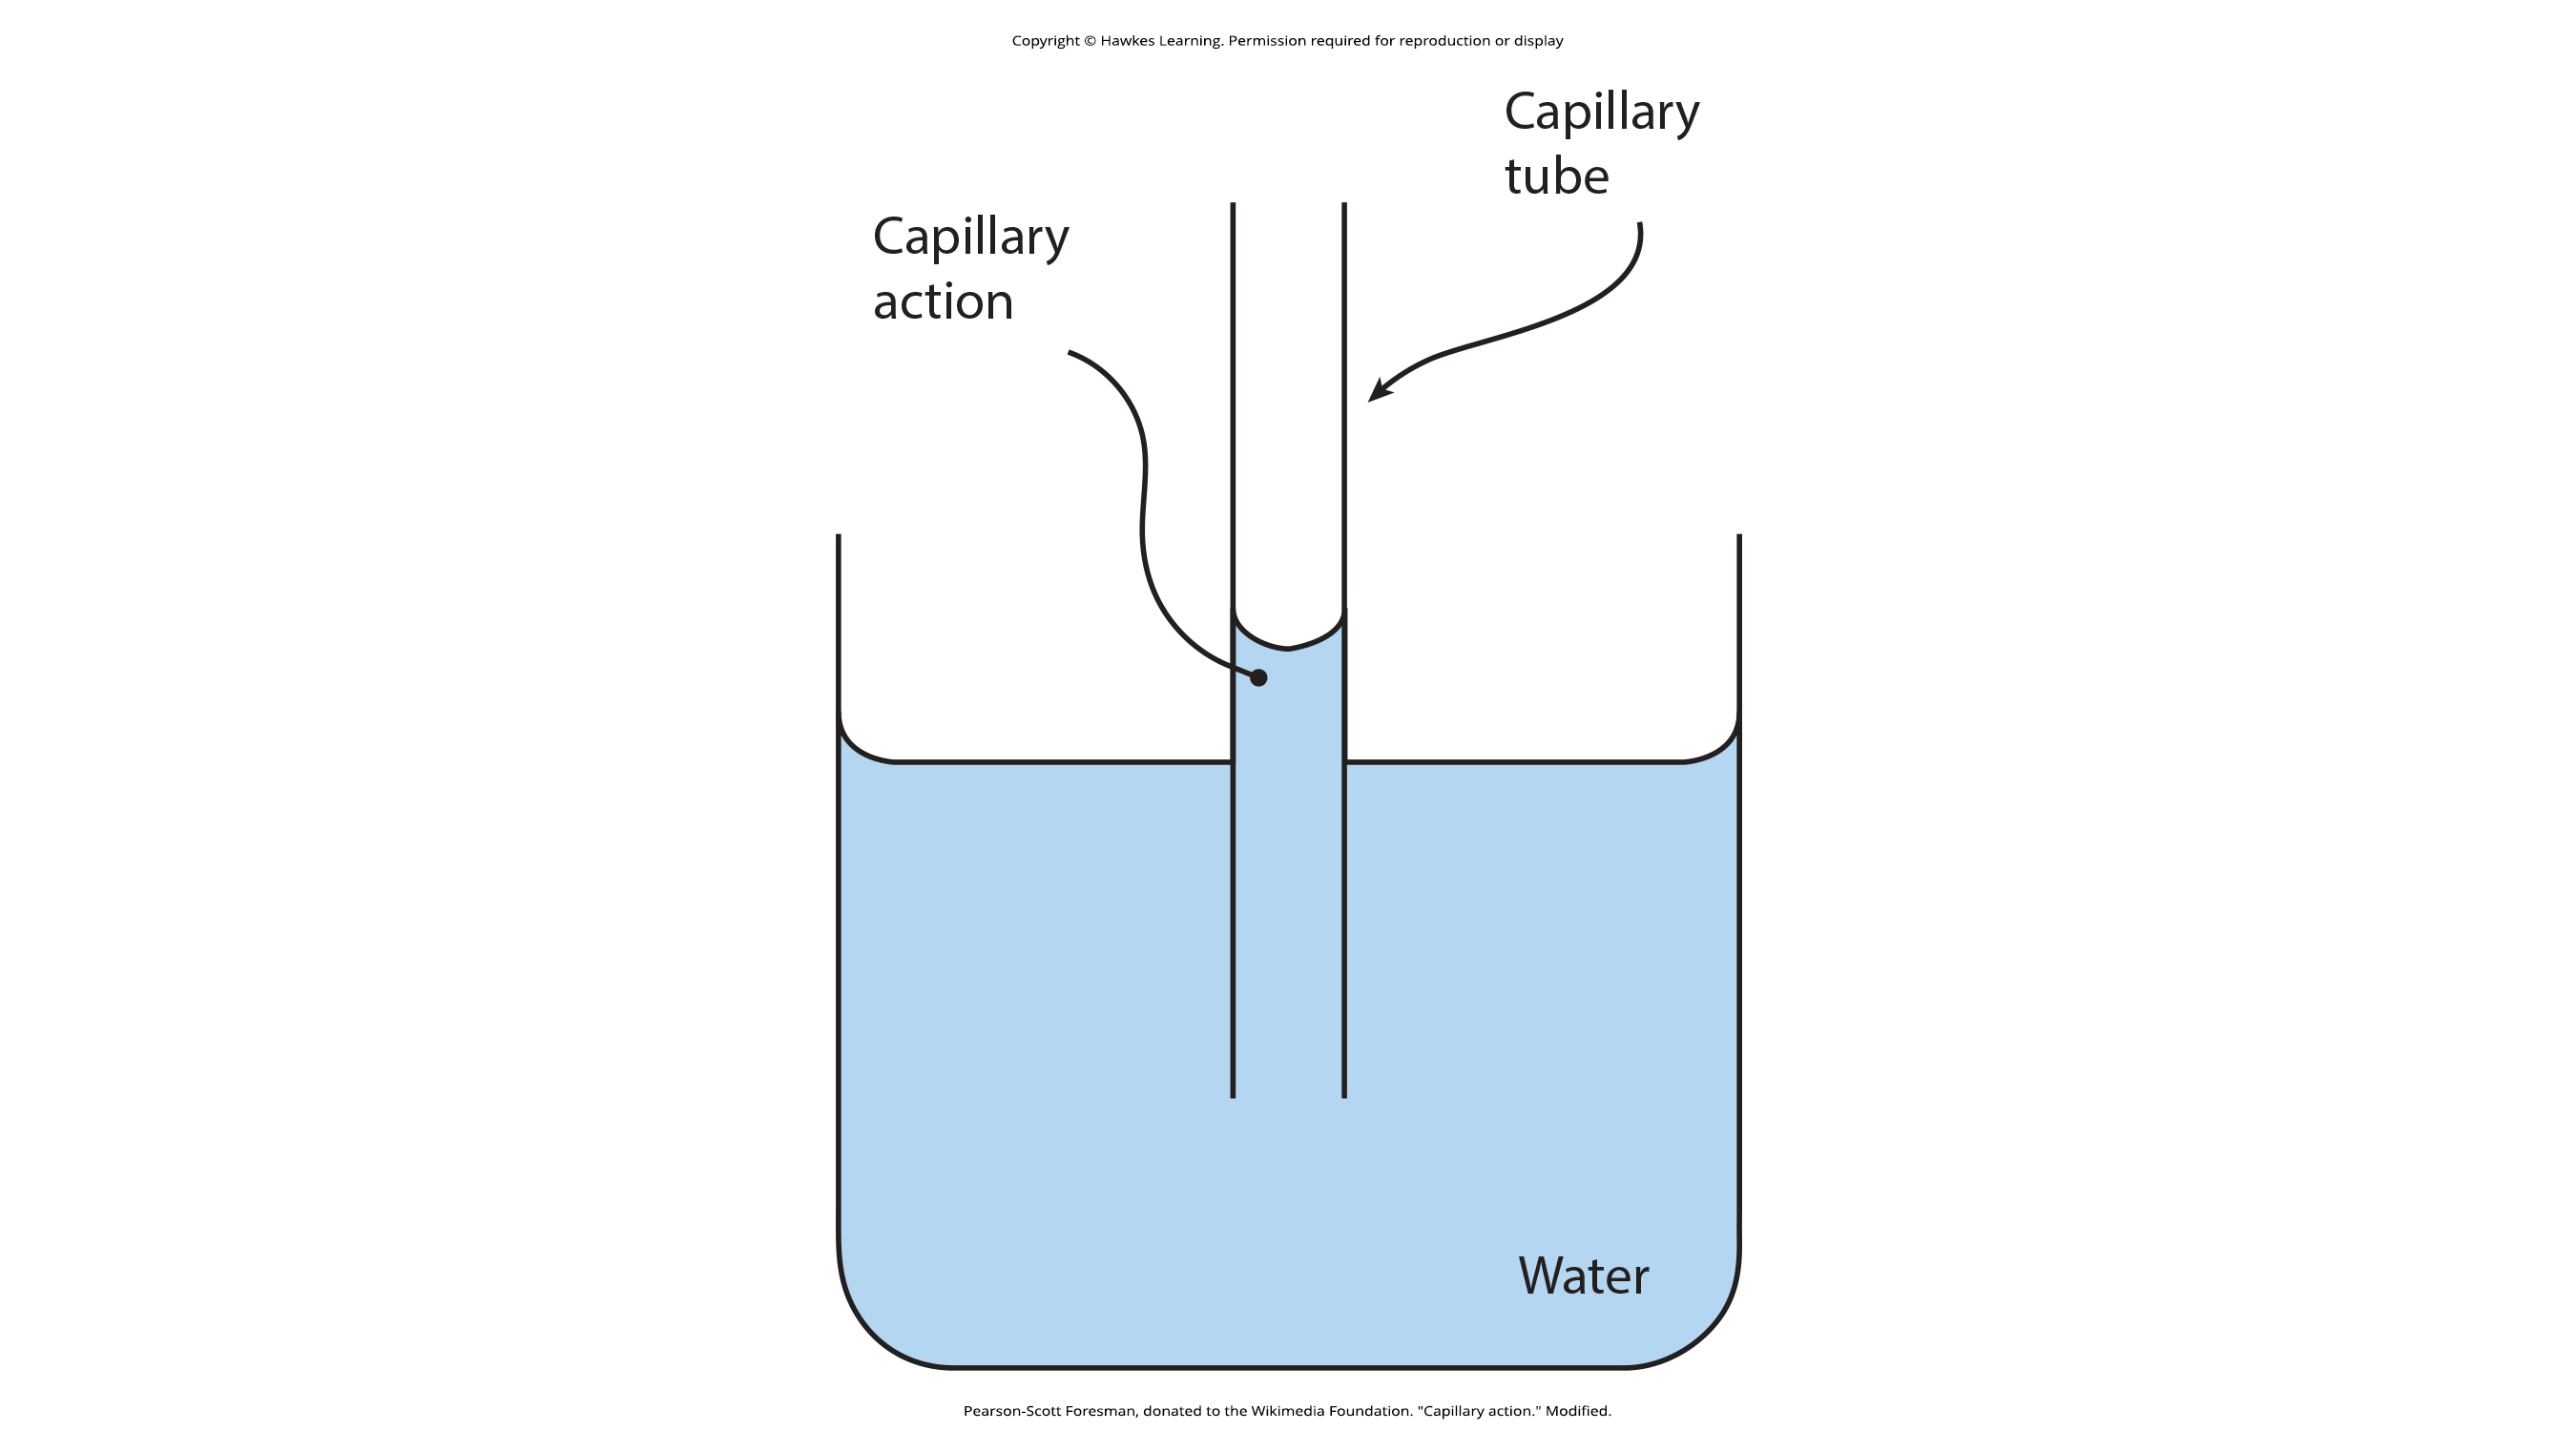 Copyright © Hawkes Learning. Permission required for reproduction or display
Capillary
tube
Capillary
action
Water
Pearson-Scott Foresman, donated to the Wikimedia Foundation. "Capillary action." Modified.